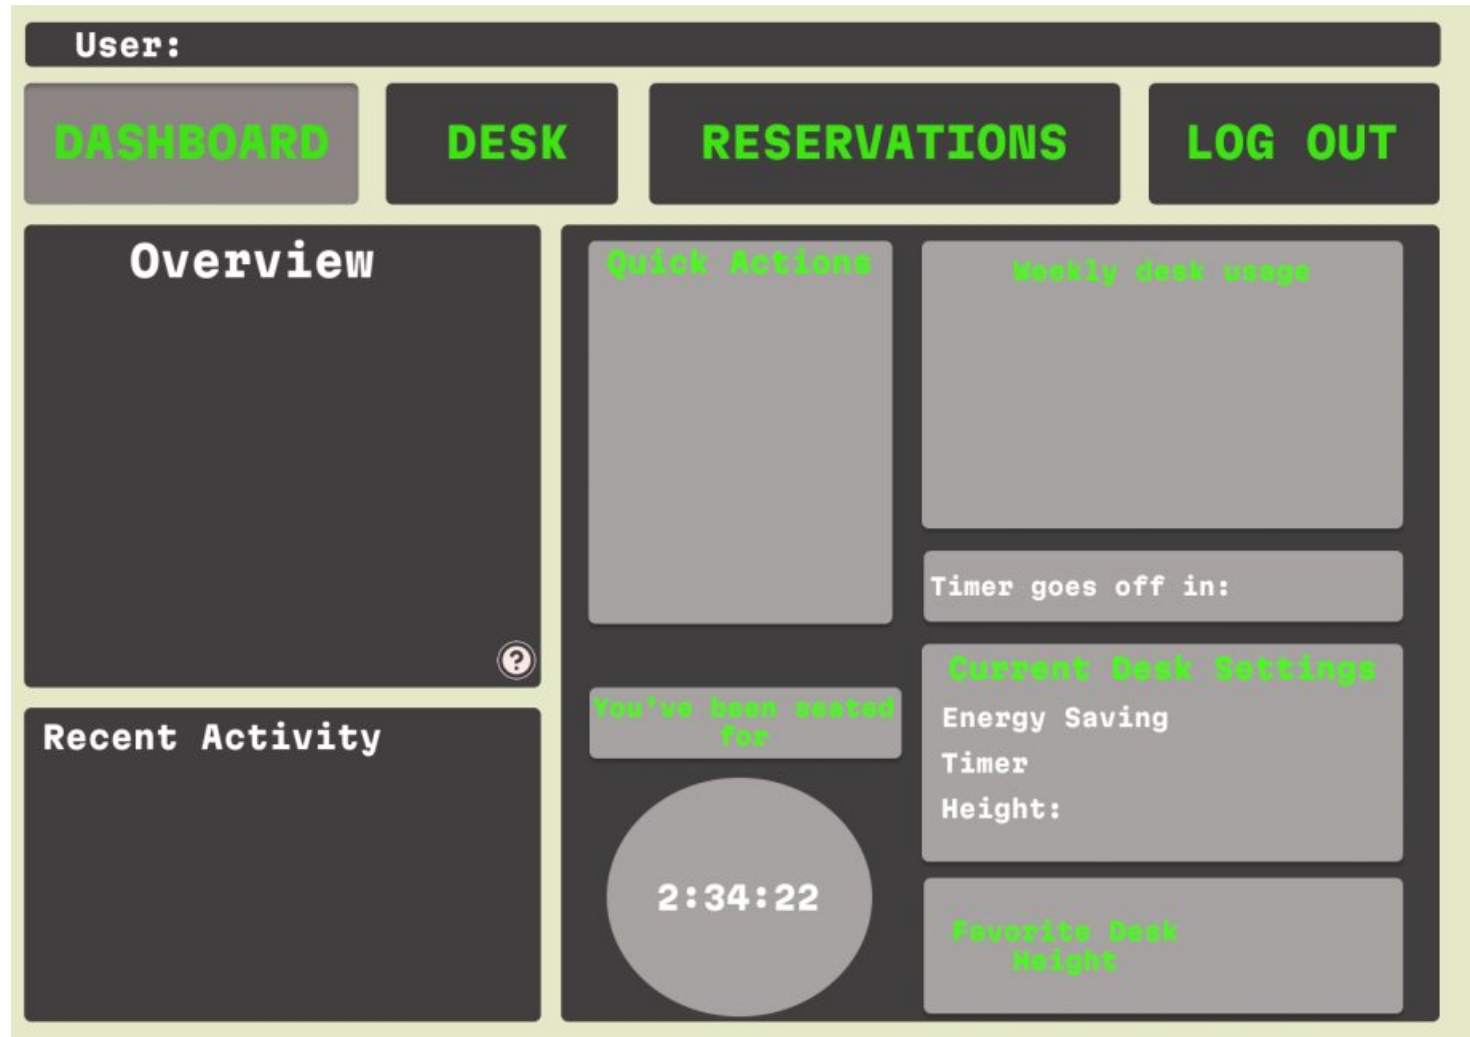 User:
DASHBOARD
DESK
RESERVATIONS
LOG OUT
Overview
?
Recent Activity
Quick Actions
Weekly desk usage
Timer goes off in:
You've been seated
for
2:34:22
Current Desk Settings
Energy Saving
Timer
Height:
Favorite Desk
Height